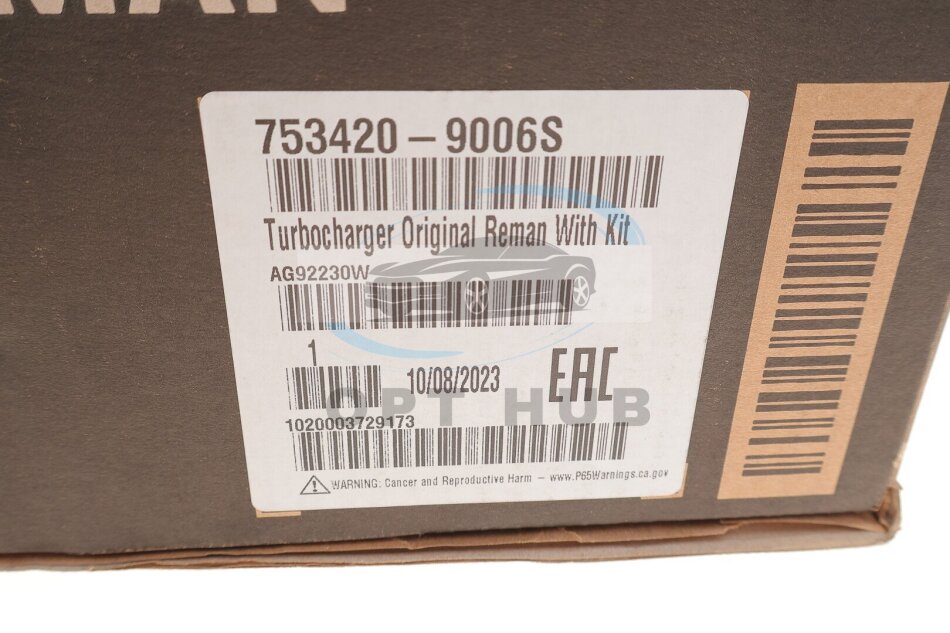 MAN
753420-9006S
Turbocharger Original Reman With Kit
AG92230W
1
10/08/2023
EAC
OPT HUB
1020003729173
WARNING: Cancer and Reproductive Harm - www.P65Warnings.ca.gov